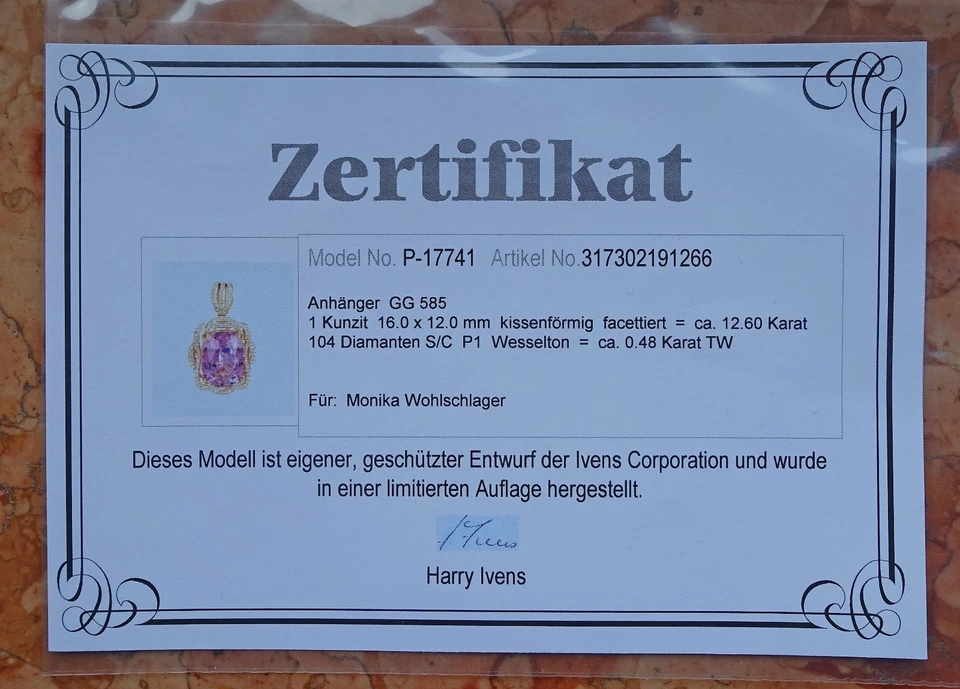 Zertifikat
Model No. P-17741 Artikel No.317302191266
Anhänger GG 585
1 Kunzit 16.0 x 12.0 mm kissenförmig facettiert = ca. 12.60 Karat
104 Diamanten S/C P1 Wesselton = ca. 0.48 Karat TW
Für: Monika Wohlschlager
Dieses Modell ist eigener, geschützter Entwurf der Ivens Corporation und wurde
in einer limitierten Auflage hergestellt.
Harry Ivens